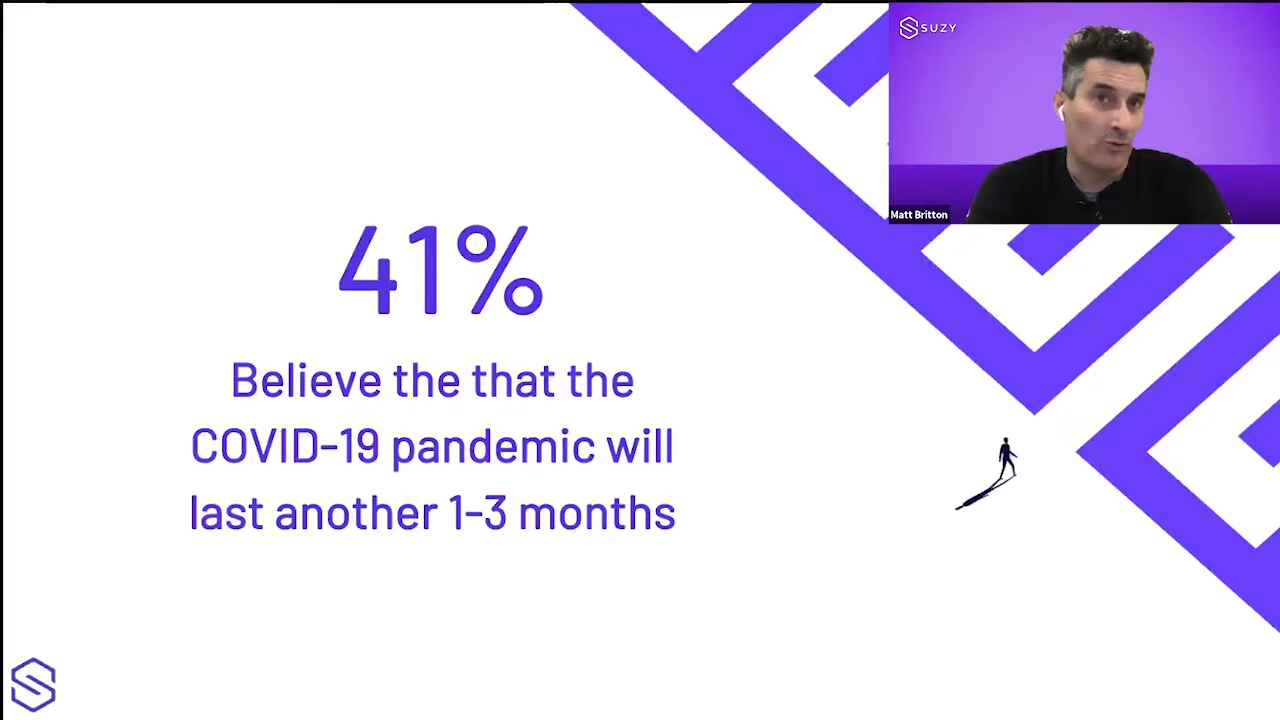 SUZY
Matt Britton
41%
Believe the that the
COVID-19 pandemic will
last another 1-3 months